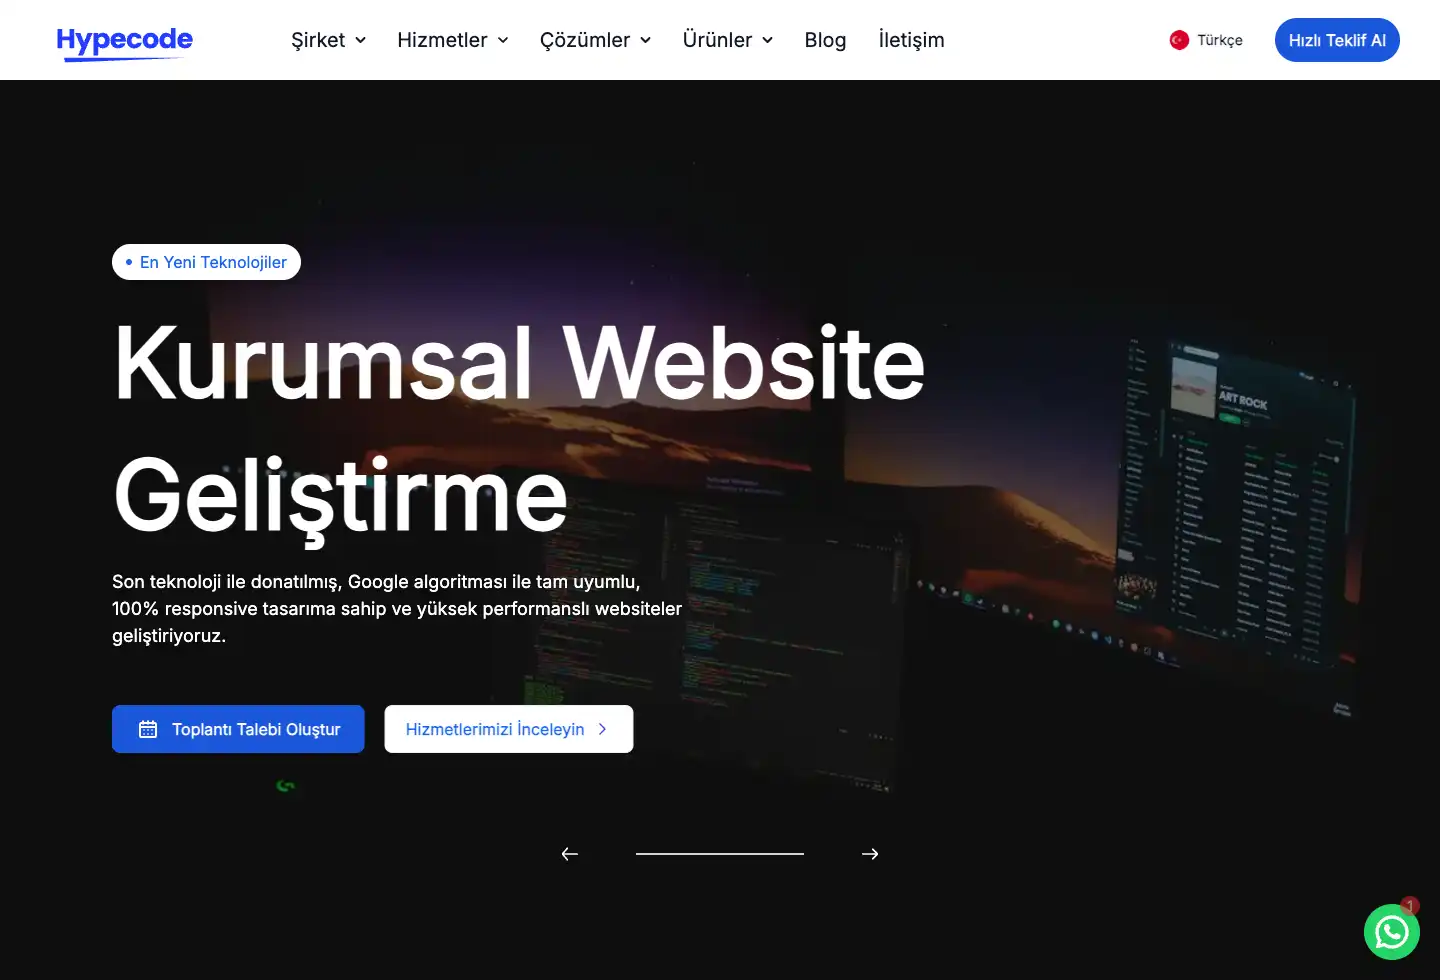 Hypecode
Şirket
Hizmetler
Çözümler
Ürünler
Blog
İletişim
Türkçe
Hızlı Teklif Al
En Yeni Teknolojiler
Kurumsal Website
Geliştirme
Son teknoloji ile donatılmış, Google algoritması ile tam uyumlu,
100% responsive tasarıma sahip ve yüksek performanslı websiteler
geliştiriyoruz.
Toplantı Talebi Oluştur
Hizmetlerimizi İnceleyin
ART ROCK
1